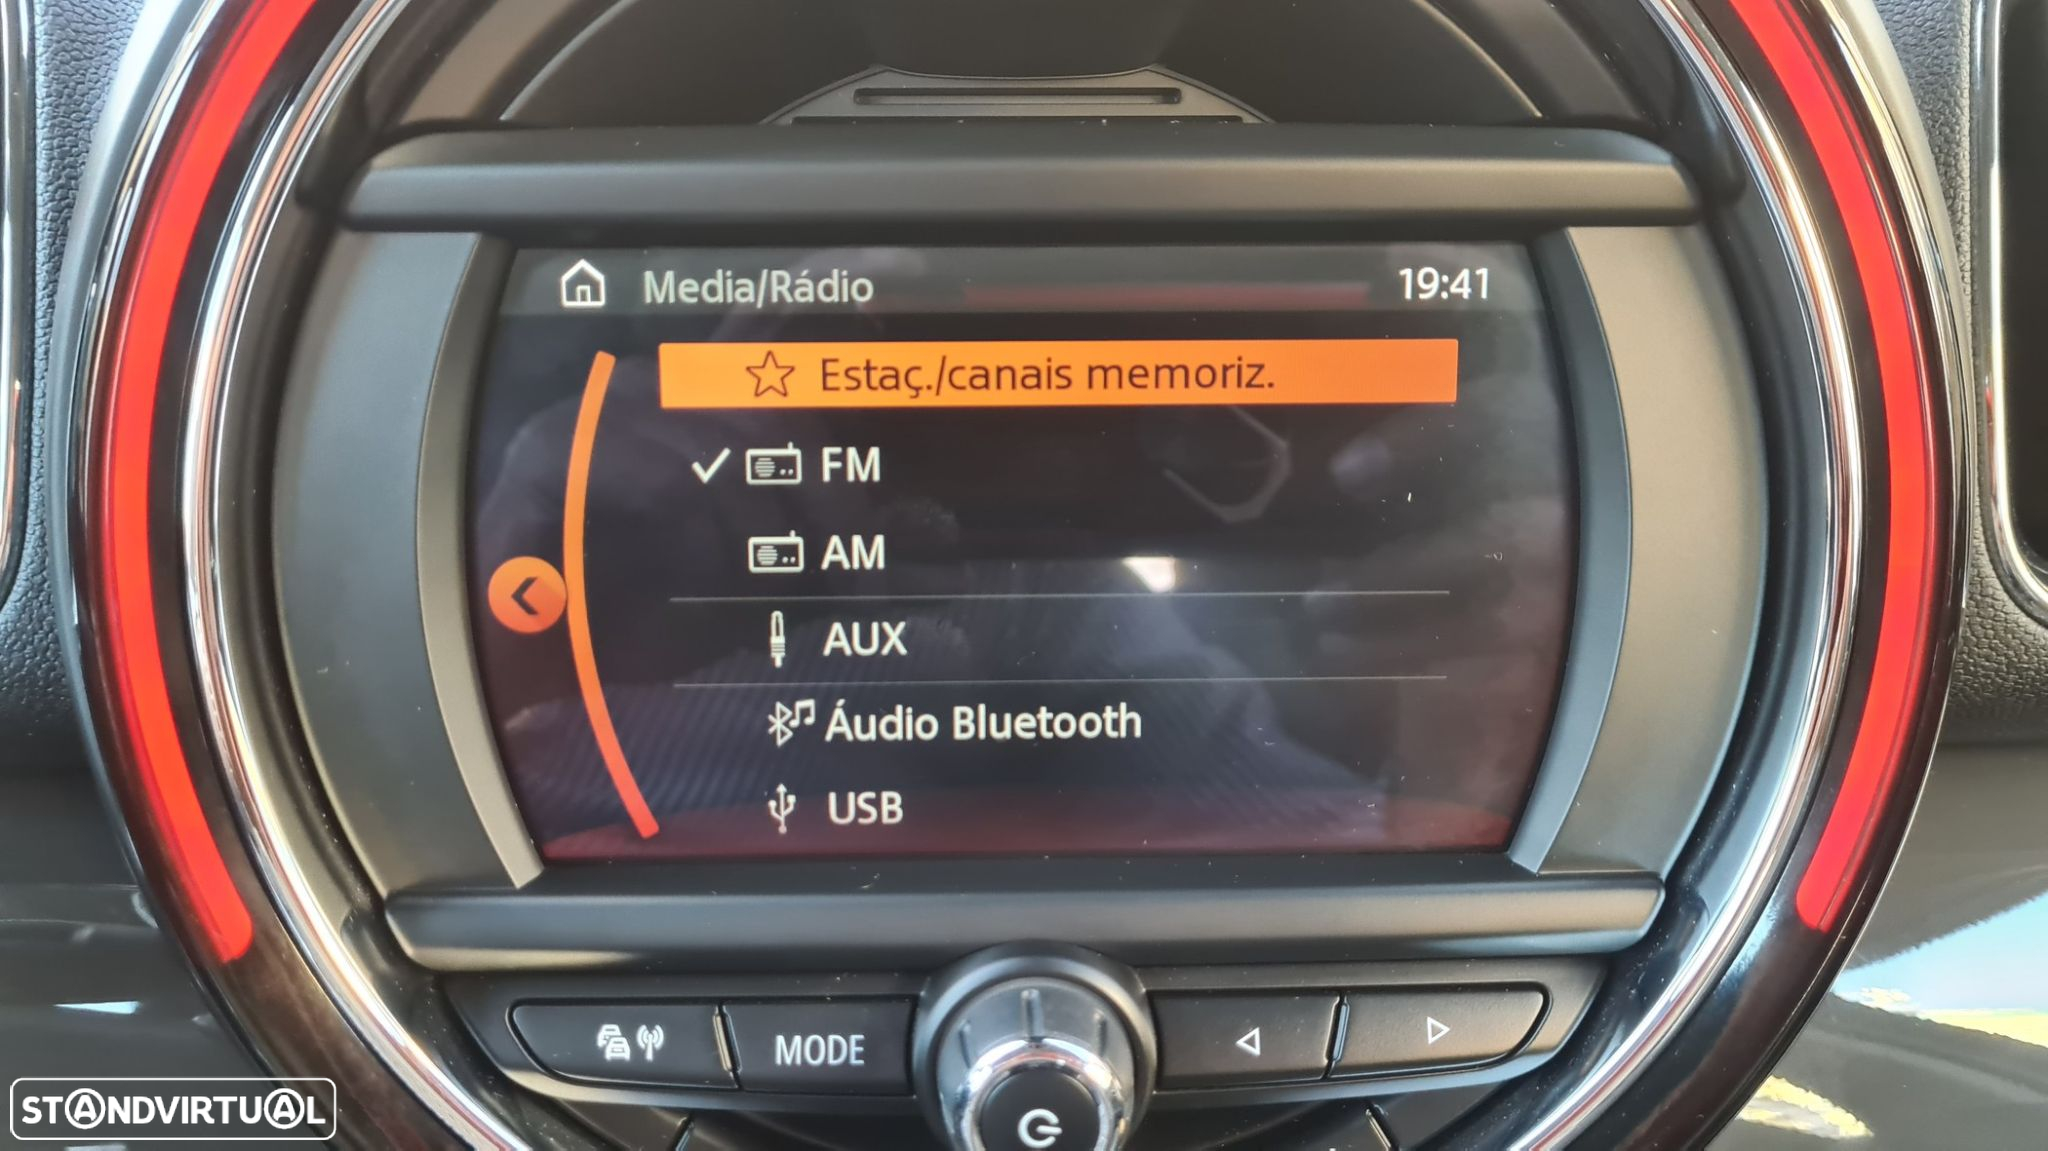 Media/Rádio 19:41
Estaç./canais memoriz.
FM
AM
AUX
Áudio Bluetooth
USB
MODE
STANDVIRTUAL